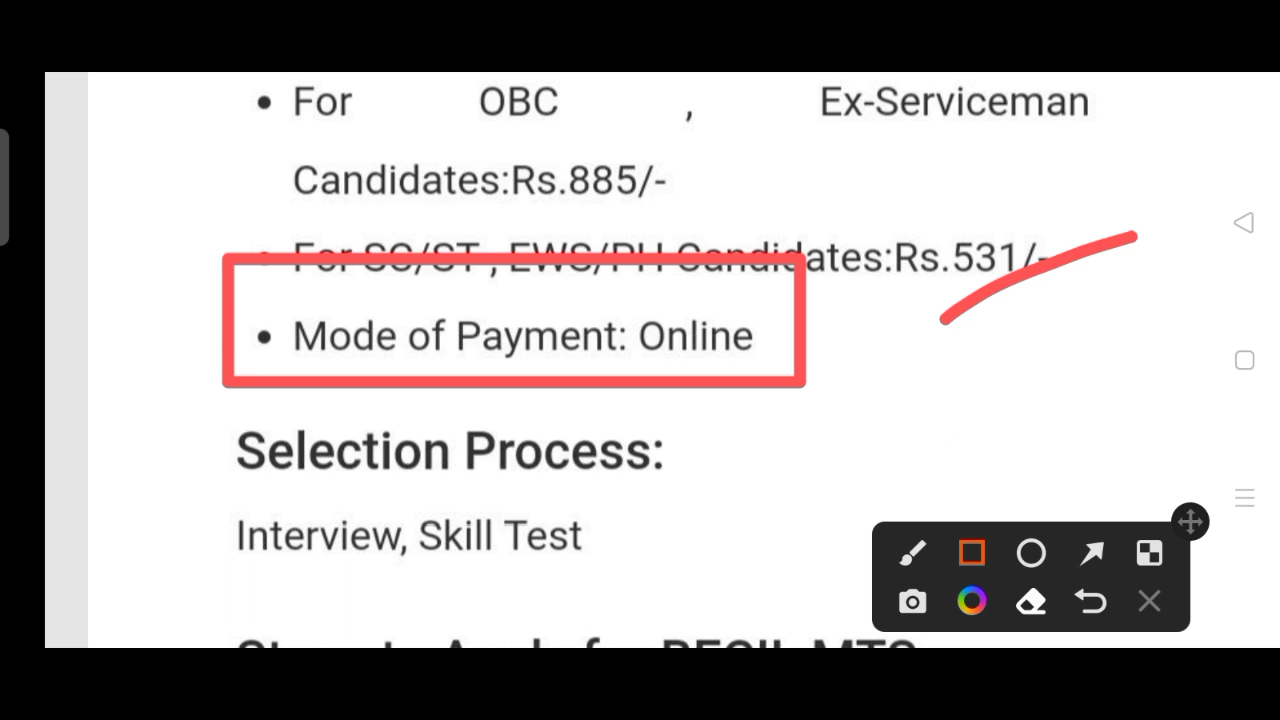 For OBC , Ex-Serviceman
Candidates:Rs.885/-
For SC/ST , EWS/PH Candidates:Rs.531/-
Mode of Payment: Online
Selection Process:
Interview, Skill Test